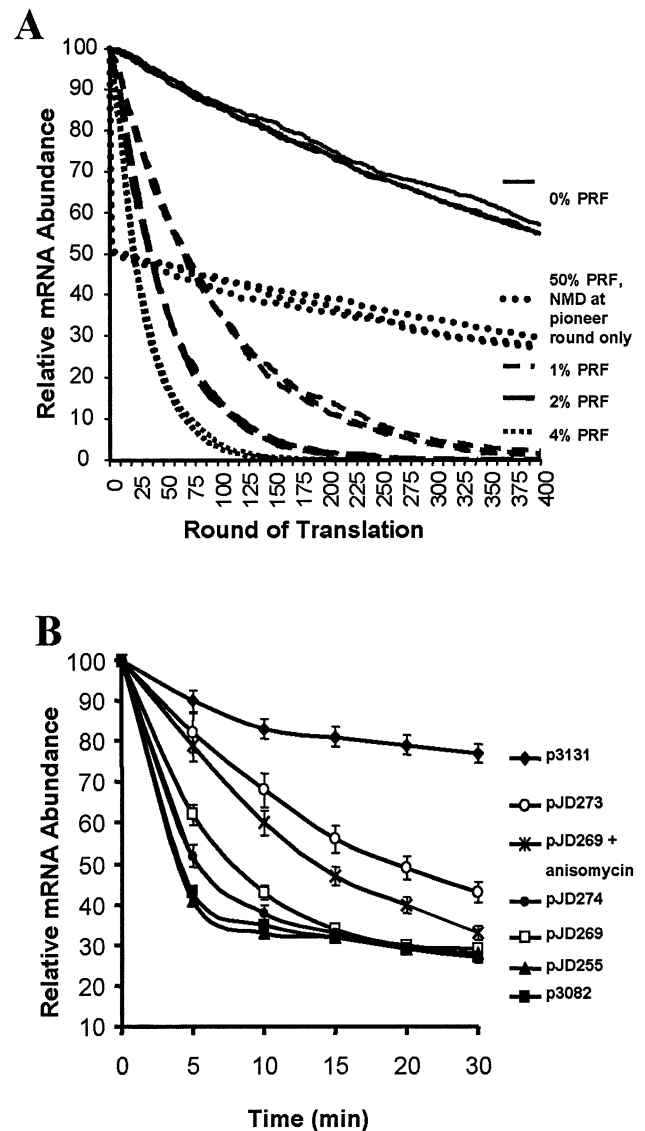 A
Relative mRNA Abundance
100
90
80
70
60
50
40
30
20
10
0
0% PRF
50% PRF,
NMD at
pioneer
round only
1% PRF
2% PRF
4% PRF
0 25 50 75 100 125 150 175 200 225 250 275 300 325 350 375 400
Round of Translation
B
Relative mRNA Abundance
100
90
80
70
60
50
40
30
20
10
p3131
pJD273
pJD269 +
anisomycin
pJD274
pJD269
pJD255
p3082
0 5 10 15 20 30
Time (min)